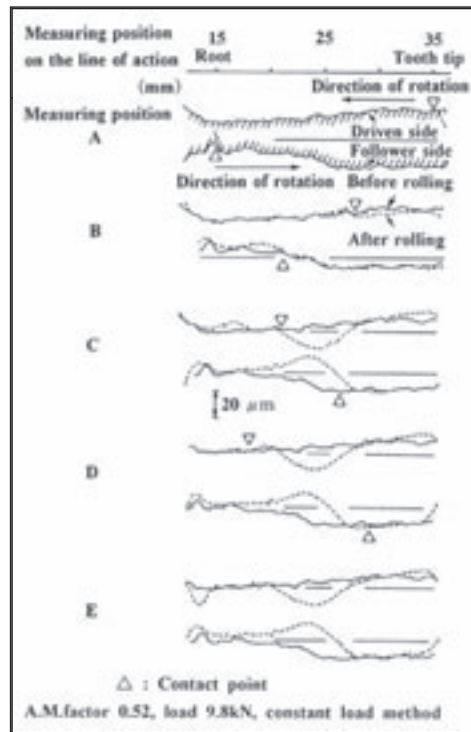 Measuring position 15 25 35
on the line of action Root Tooth tip
(mm)
Direction of rotation
Measuring position
A
Driven side
Follower side
Direction of rotation Before rolling
B
After rolling
C
20 μm
D
E
△ : Contact point
A.M.factor 0.52, load 9.8kN, constant load method